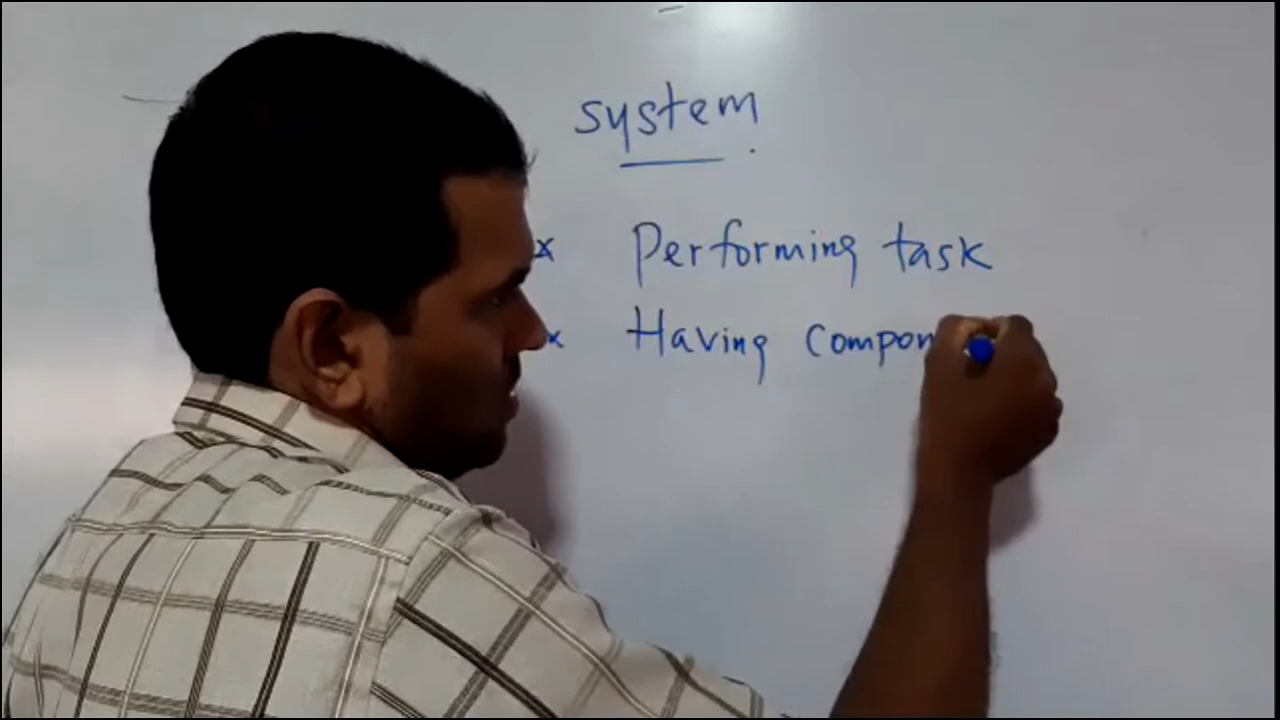 system
x Performing task
x Having compon